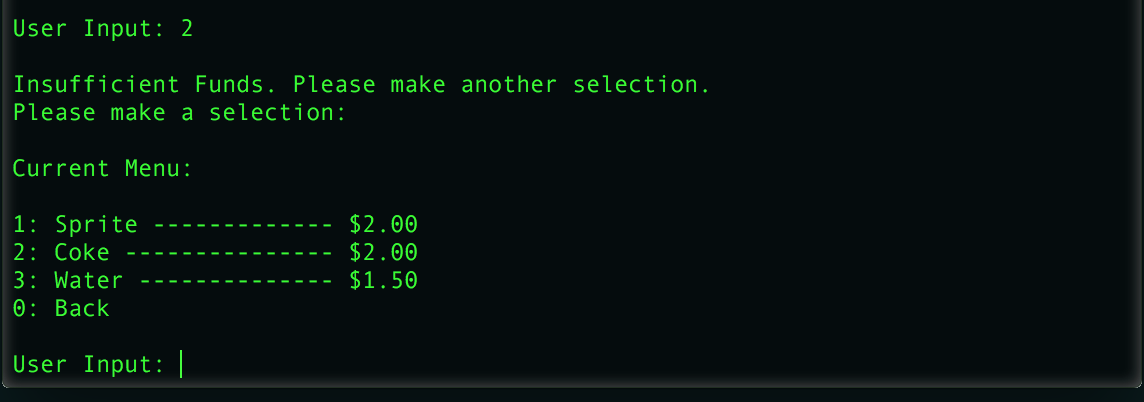 User Input: 2
Insufficient Funds. Please make another selection.
Please make a selection:
Current Menu:
1: Sprite ------------- $2.00
2: Coke --------------- $2.00
3: Water -------------- $1.50
0: Back
User Input: